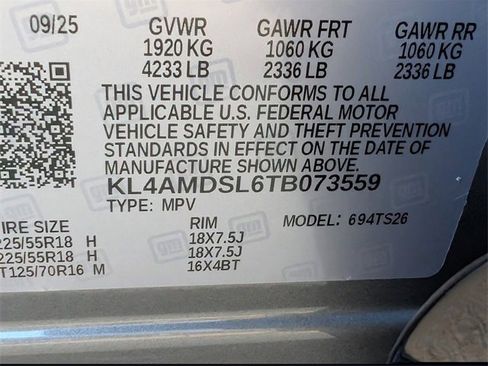 09/25 GVWR GAWR FRT GAWR RR
1920 KG 1060 KG 1060 KG
4233 LB 2336 LB 2336 LB
THIS VEHICLE CONFORMS TO ALL
APPLICABLE U.S. FEDERAL MOTOR
VEHICLE SAFETY AND THEFT PREVENTION
STANDARDS IN EFFECT ON THE DATE OF
MANUFACTURE SHOWN ABOVE.
KL4AMDSL6TB073559
TYPE: MPV MODEL: 694TS26
IRE SIZE RIM
225/55R18 H 18X7.5J
225/55R18 H 18X7.5J
T125/70R16 M 16X4BT
gm